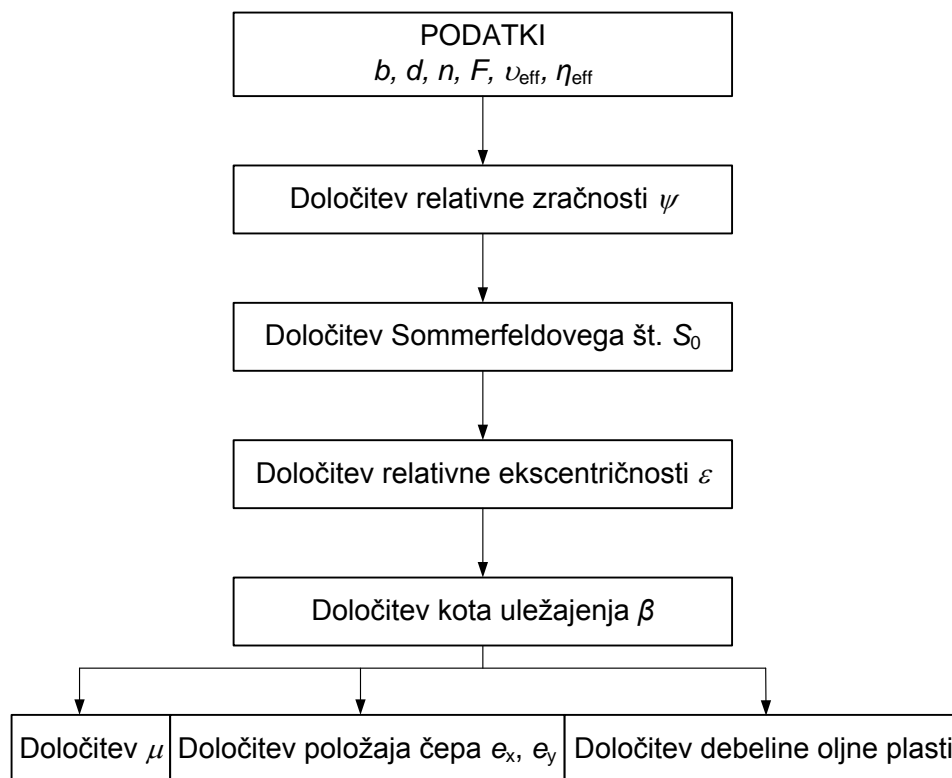 PODATKI
b, d, n, F, υeff, ηeff
Določitev relativne zračnosti ψ
Določitev Sommerfeldovega št. S0
Določitev relativne ekscentričnosti ε
Določitev kota uležajenja β
Določitev μ
Določitev položaja čepa ex, ey
Določitev debeline oljne plasti